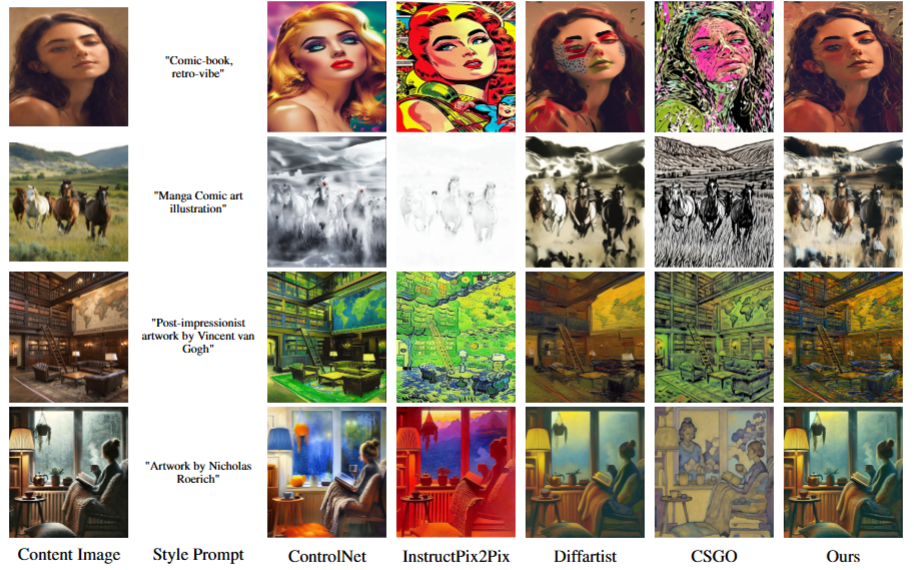 "Comic-book,
retro-vibe"
"Manga Comic art
illustration"
"Post-impressionist
artwork by Vincent van
Gogh"
"Artwork by Nicholas
Roerich"
Content Image Style Prompt ControlNet InstructPix2Pix Diffartist CSGO Ours